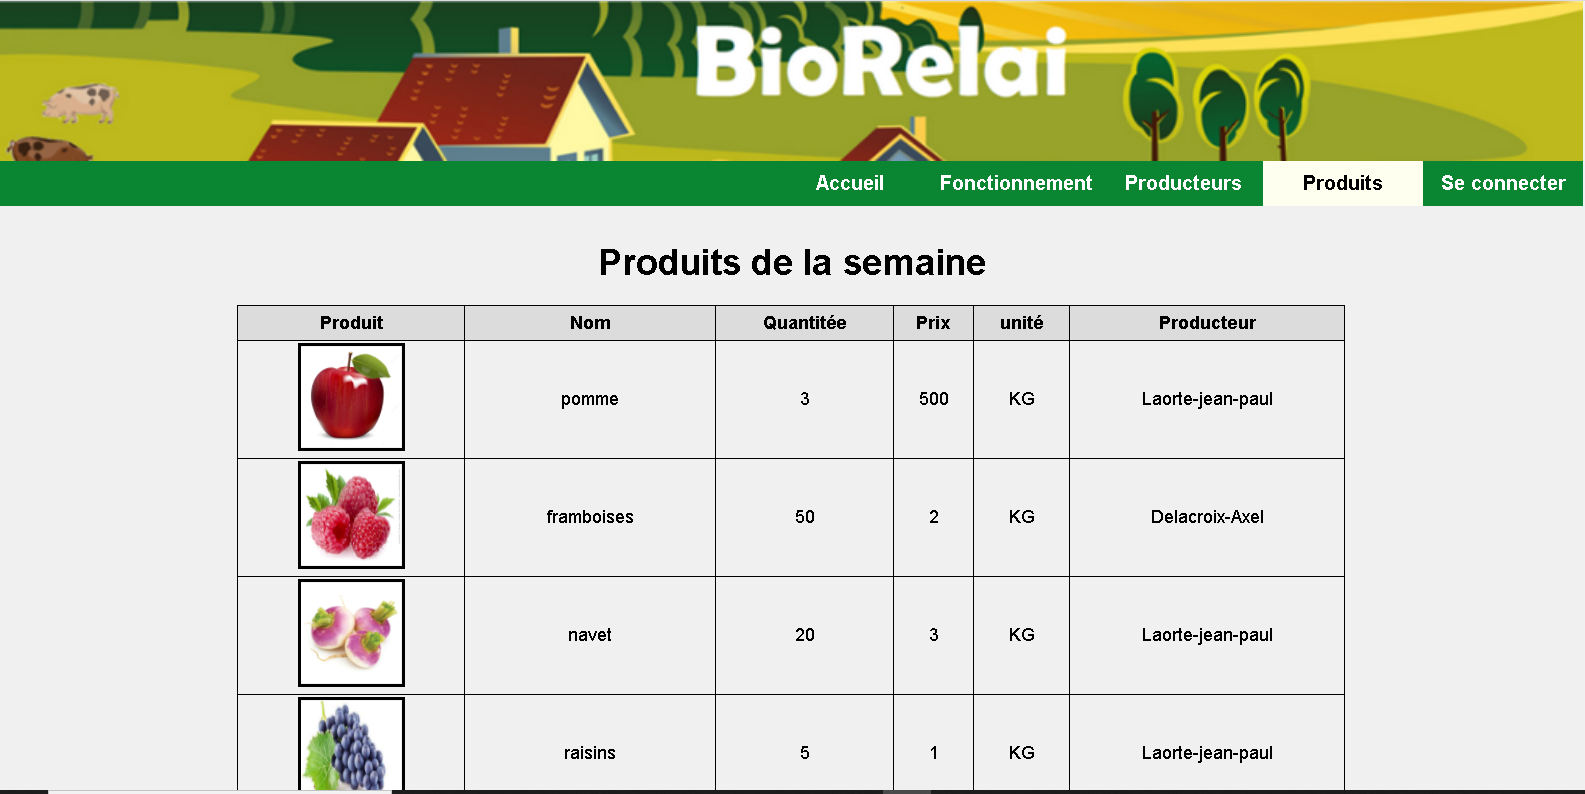 BioRelai
Accueil Fonctionnement Producteurs Produits Se connecter
Produits de la semaine
Produit Nom Quantitée Prix unité Producteur
pomme 3 500 KG Laorte-jean-paul
framboises 50 2 KG Delacroix-Axel
navet 20 3 KG Laorte-jean-paul
raisins 5 1 KG Laorte-jean-paul